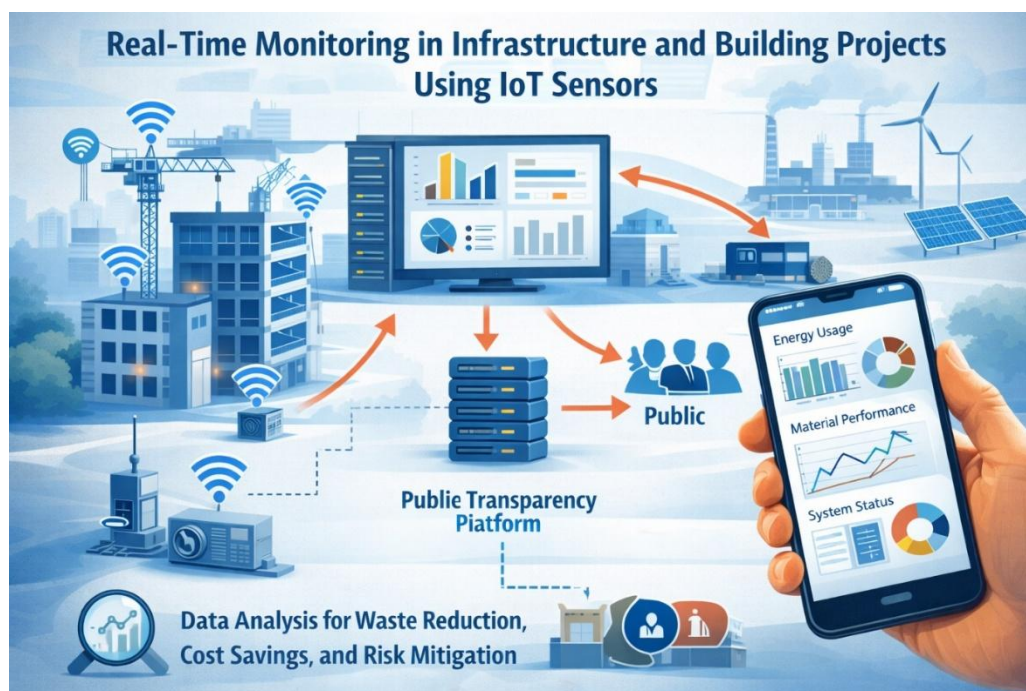 Real-Time Monitoring in Infrastructure and Building Projects
Using IoT Sensors
Energy Usage
Material Performance
System Status
Public
Public Transparency
Piatform
Data Analysis for Waste Reduction,
Cost Savings, and Risk Mitigation